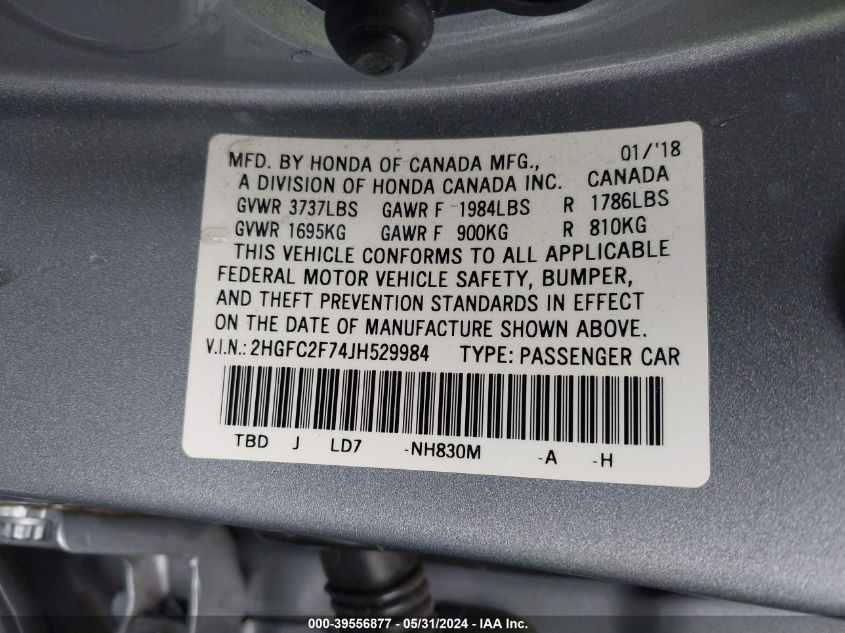 MFD. BY HONDA OF CANADA MFG., 01/'18
A DIVISION OF HONDA CANADA INC. CANADA
GVWR 3737LBS GAWR F 1984LBS R 1786LBS
GVWR 1695KG GAWR F 900KG R 810KG
THIS VEHICLE CONFORMS TO ALL APPLICABLE
FEDERAL MOTOR VEHICLE SAFETY, BUMPER,
AND THEFT PREVENTION STANDARDS IN EFFECT
ON THE DATE OF MANUFACTURE SHOWN ABOVE.
V.I.N.: 2HGFC2F74JH529984 TYPE: PASSENGER CAR
TBD J LD7 -NH830M -A -H
000-39556877 - 05/31/2024 - IAA Inc.